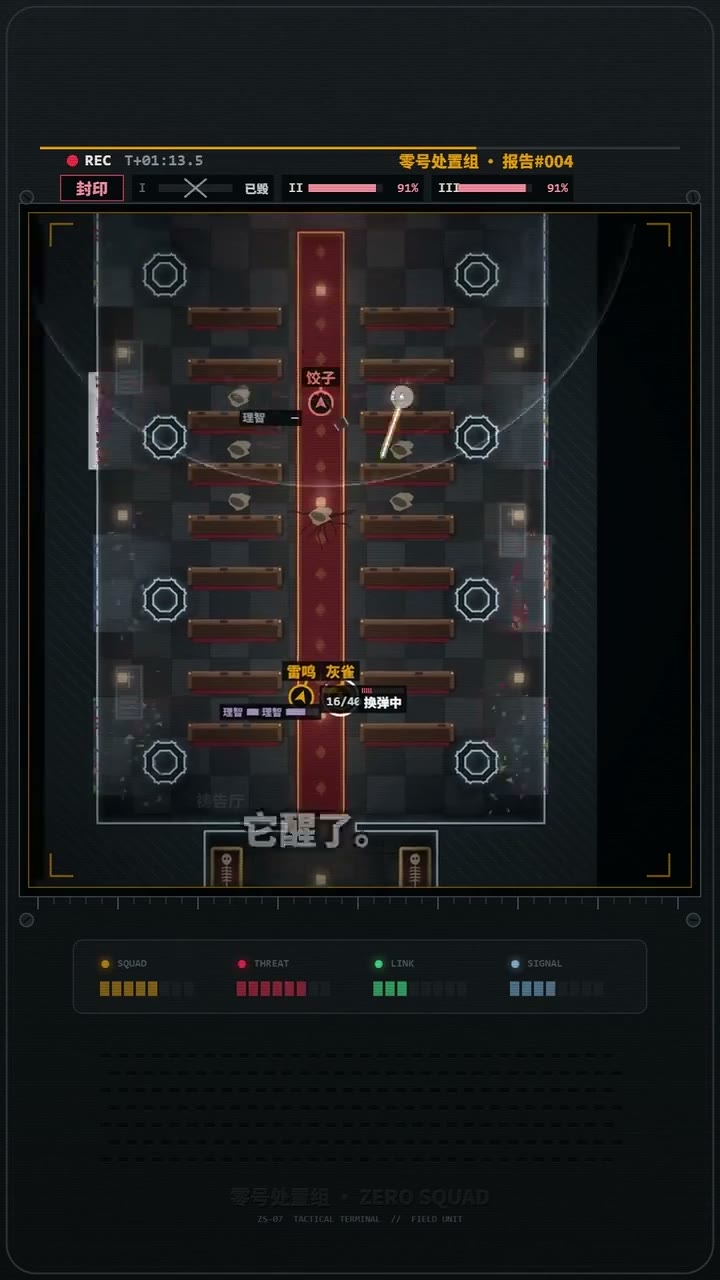 REC T+01:13.5 零号处置组 · 报告#004
封印 I 已毁 II 91% III 91%
饺子
理智 —
雷鸣 灰雀
16/40 换弹中
理智 理智
祷告厅
它醒了。
SQUAD THREAT LINK SIGNAL
零号处置组 · ZERO SQUAD
ZS-07 TACTICAL TERMINAL // FIELD UNIT